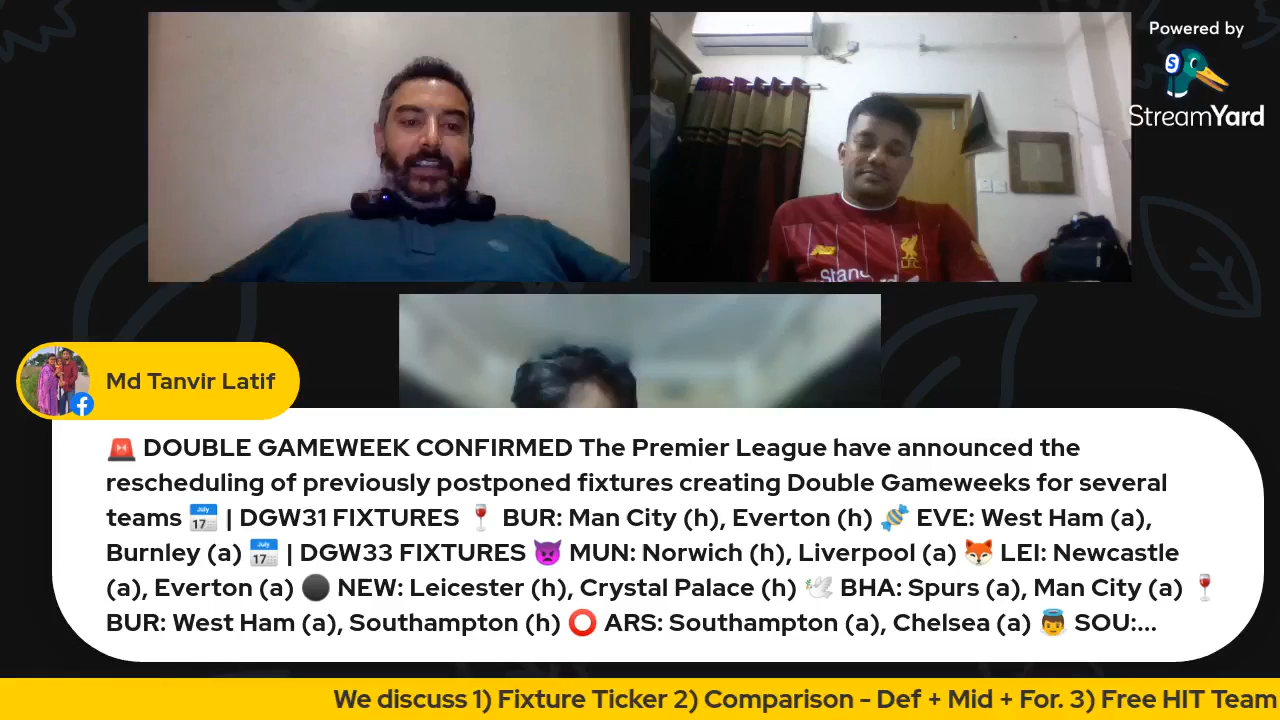 Powered by
StreamYard
LFC
Stand
Md Tanvir Latif
🚨 DOUBLE GAMEWEEK CONFIRMED The Premier League have announced the
rescheduling of previously postponed fixtures creating Double Gameweeks for several
teams 📅 | DGW31 FIXTURES 🍷 BUR: Man City (h), Everton (h) 🍬 EVE: West Ham (a),
Burnley (a) 📅 | DGW33 FIXTURES 👿 MUN: Norwich (h), Liverpool (a) 🦊 LEI: Newcastle
(a), Everton (a) ⚫ NEW: Leicester (h), Crystal Palace (h) 🕊 BHA: Spurs (a), Man City (a) 🍷
BUR: West Ham (a), Southampton (h) ⭕ ARS: Southampton (a), Chelsea (a) 😇 SOU:...
We discuss 1) Fixture Ticker 2) Comparison - Def + Mid + For. 3) Free HIT Team